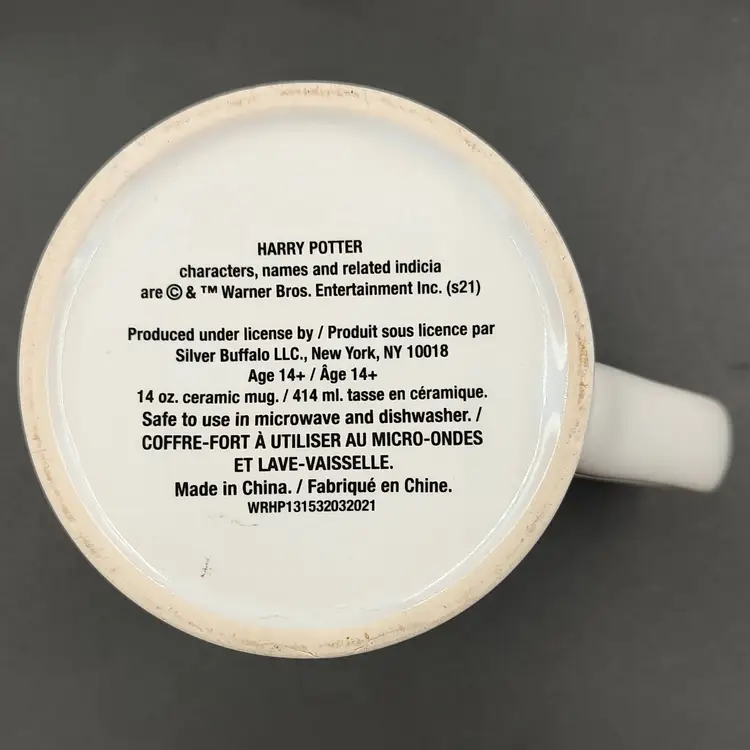 HARRY POTTER
characters, names and related indicia
are © & ™ Warner Bros. Entertainment Inc. (s21)
Produced under license by / Produit sous licence par
Silver Buffalo LLC., New York, NY 10018
Age 14+ / Âge 14+
14 oz. ceramic mug. / 414 ml. tasse en céramique.
Safe to use in microwave and dishwasher. /
COFFRE-FORT À UTILISER AU MICRO-ONDES
ET LAVE-VAISSELLE.
Made in China. / Fabriqué en Chine.
WRHP131532032021